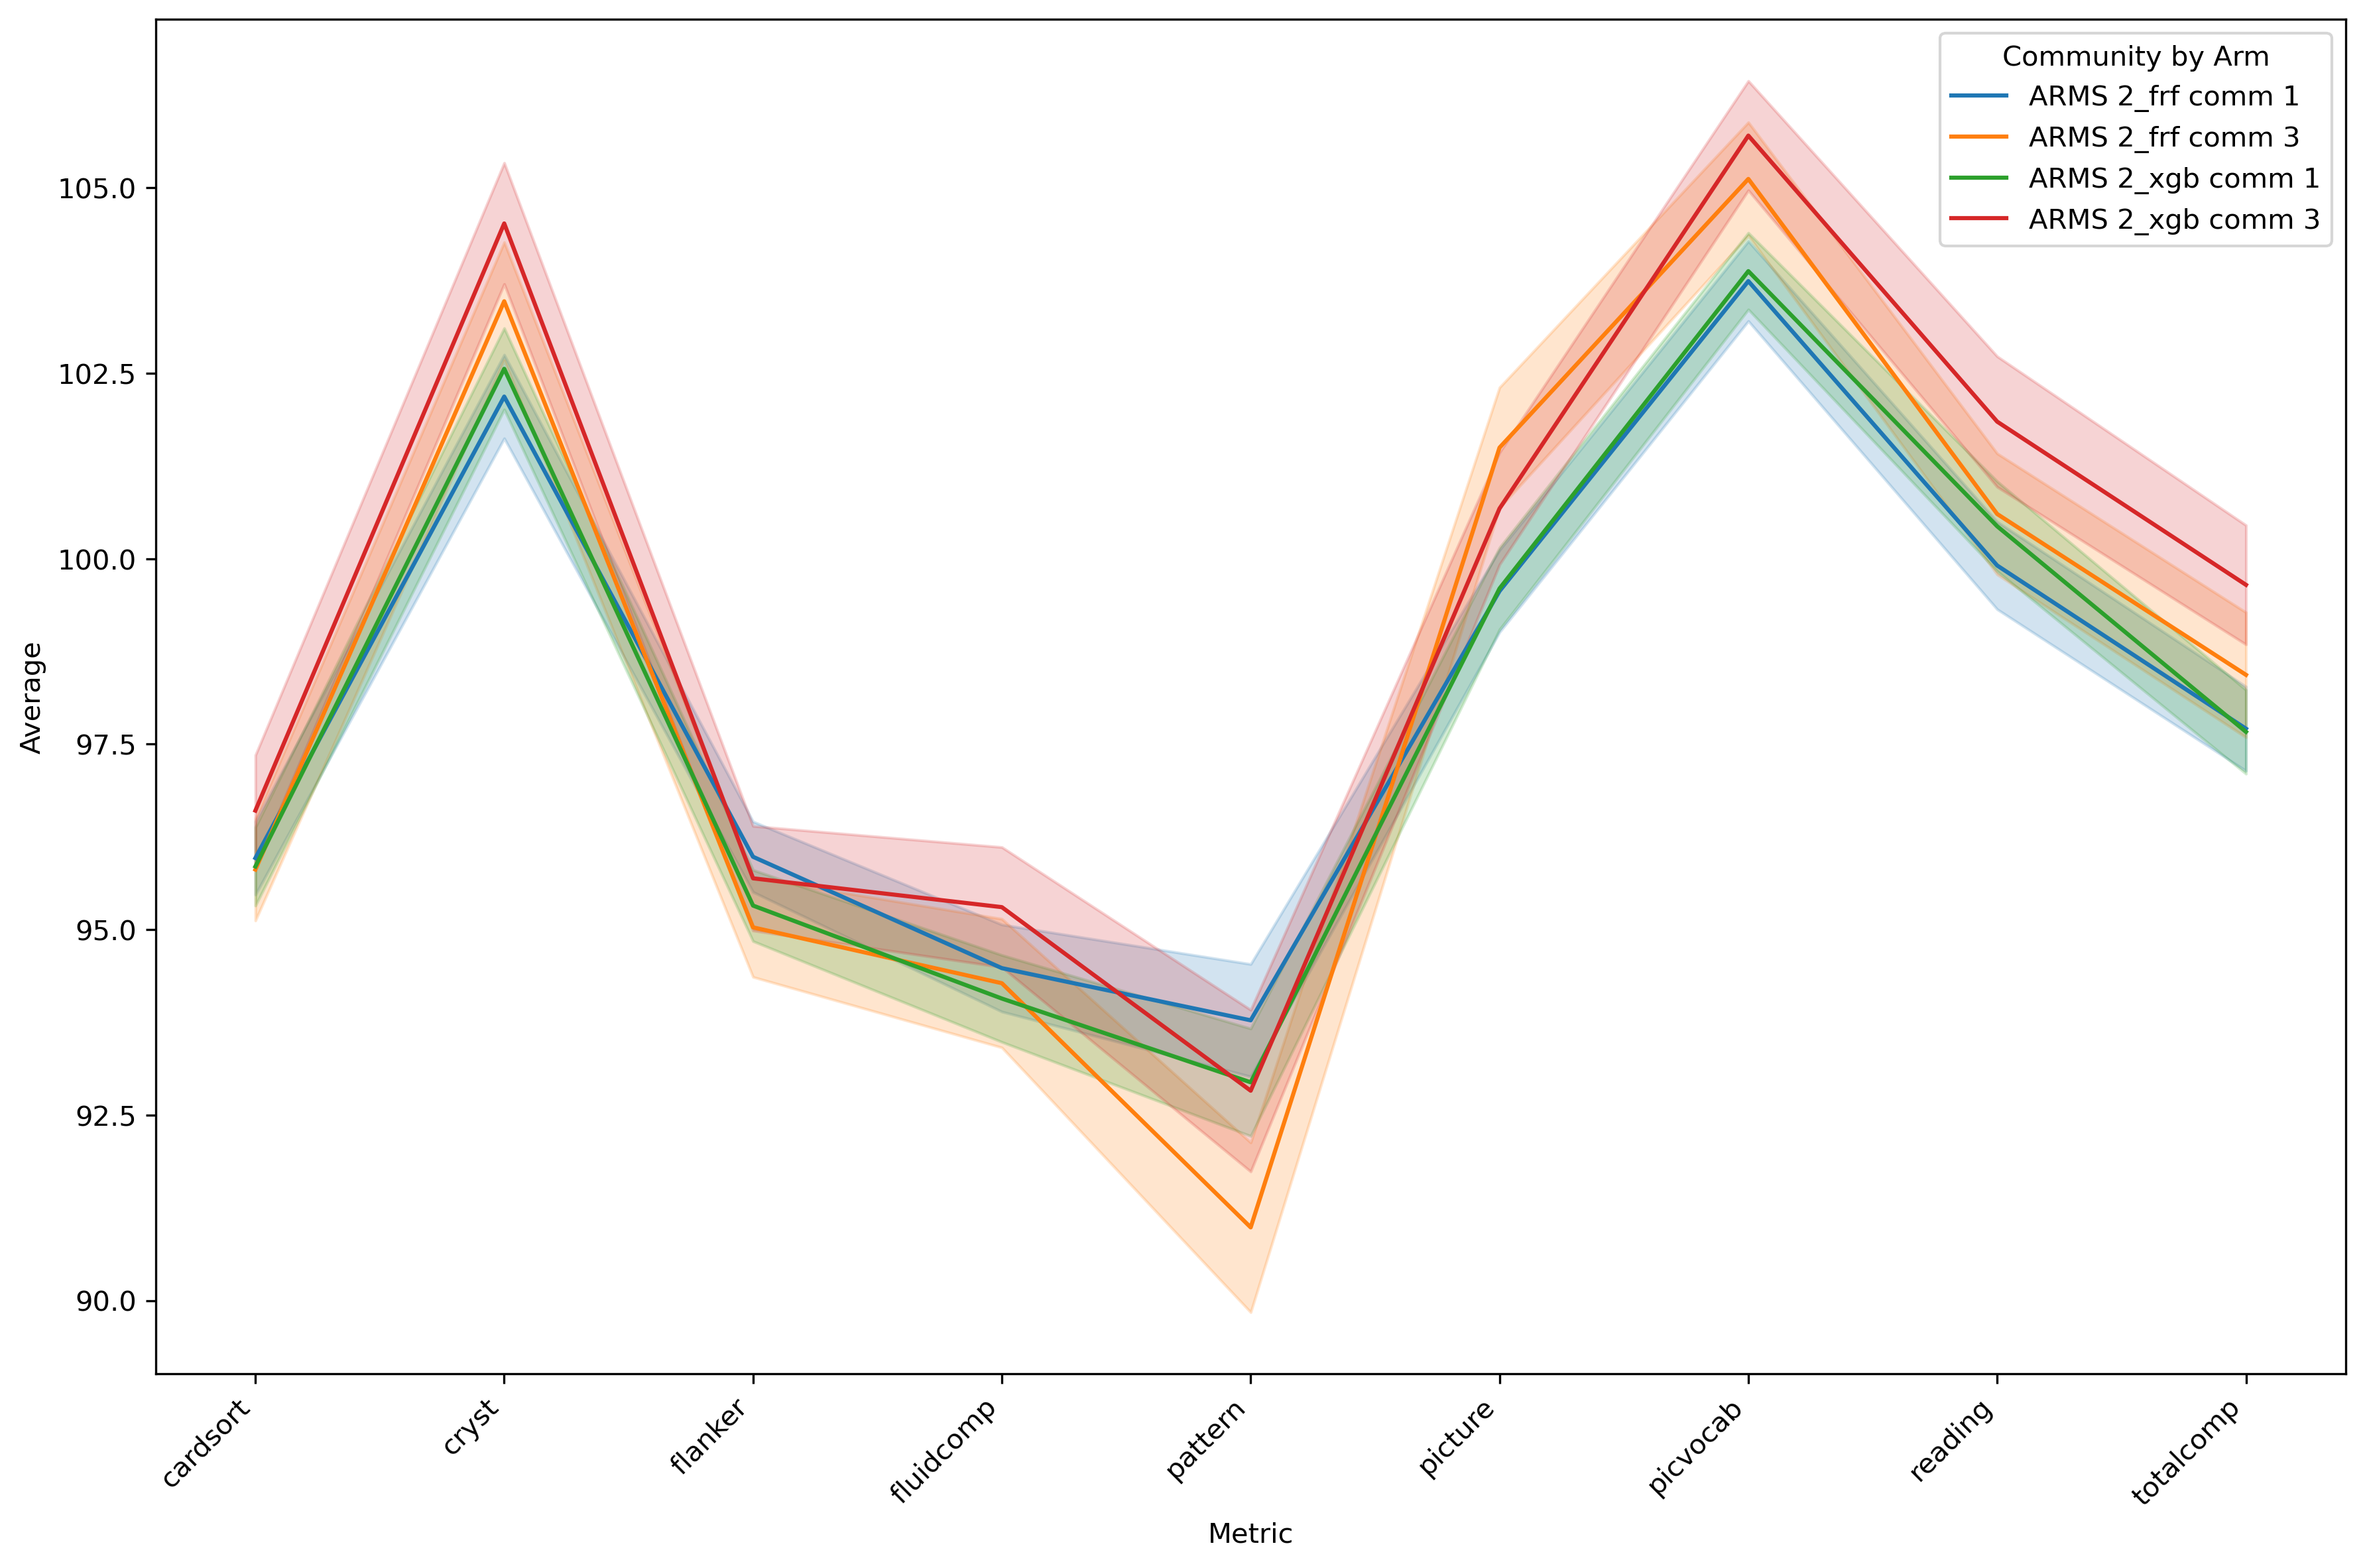 Community by Arm
ARMS 2_frf comm 1
ARMS 2_frf comm 3
ARMS 2_xgb comm 1
ARMS 2_xgb comm 3
105.0
102.5
100.0
97.5
95.0
92.5
90.0
Average
cardsort
cryst
flanker
fluidcomp
pattern
picture
picvocab
reading
totalcomp
Metric